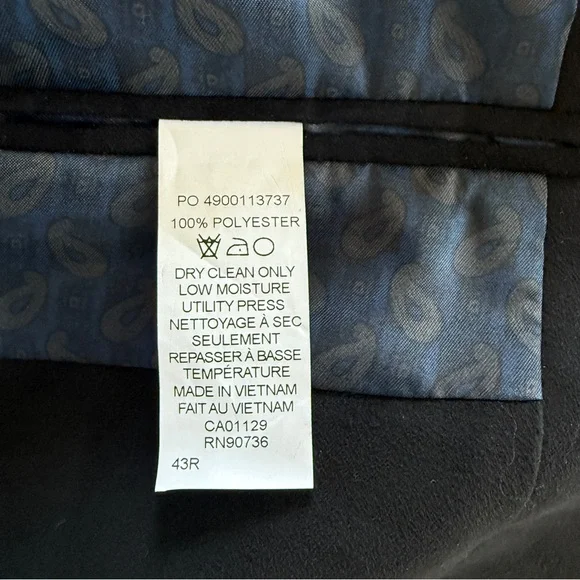 PO 4900113737
100% POLYESTER
DRY CLEAN ONLY
LOW MOISTURE
UTILITY PRESS
NETTOYAGE À SEC
SEULEMENT
REPASSER À BASSE
TEMPÉRATURE
MADE IN VIETNAM
FAIT AU VIETNAM
CA01129
RN90736
43R